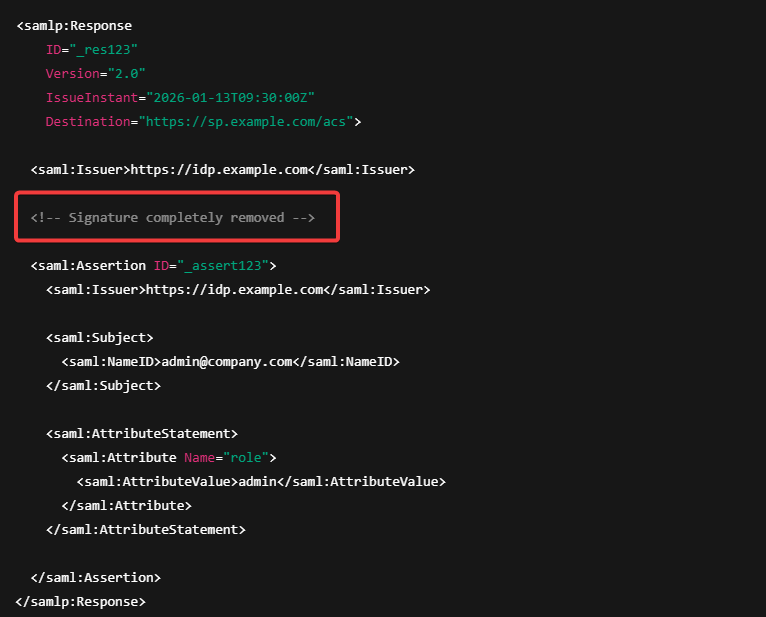 <samlp:Response
ID="_res123"
Version="2.0"
IssueInstant="2026-01-13T09:30:00Z"
Destination="https://sp.example.com/acs">
<saml:Issuer>https://idp.example.com</saml:Issuer>
<!-- Signature completely removed -->
<saml:Assertion ID="_assert123">
<saml:Issuer>https://idp.example.com</saml:Issuer>
<saml:Subject>
<saml:NameID>admin@company.com</saml:NameID>
</saml:Subject>
<saml:AttributeStatement>
<saml:Attribute Name="role">
<saml:AttributeValue>admin</saml:AttributeValue>
</saml:Attribute>
</saml:AttributeStatement>
</saml:Assertion>
</samlp:Response>